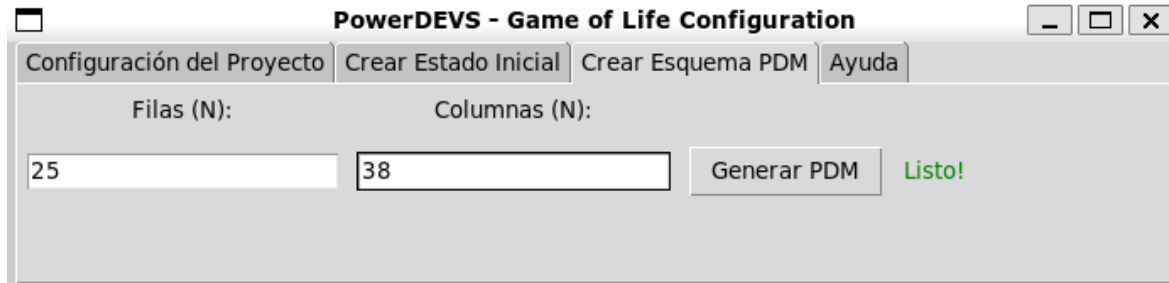 PowerDEVS - Game of Life Configuration
Configuración del Proyecto Crear Estado Inicial Crear Esquema PDM Ayuda
Filas (N): Columnas (N):
25 38 Generar PDM Listo!